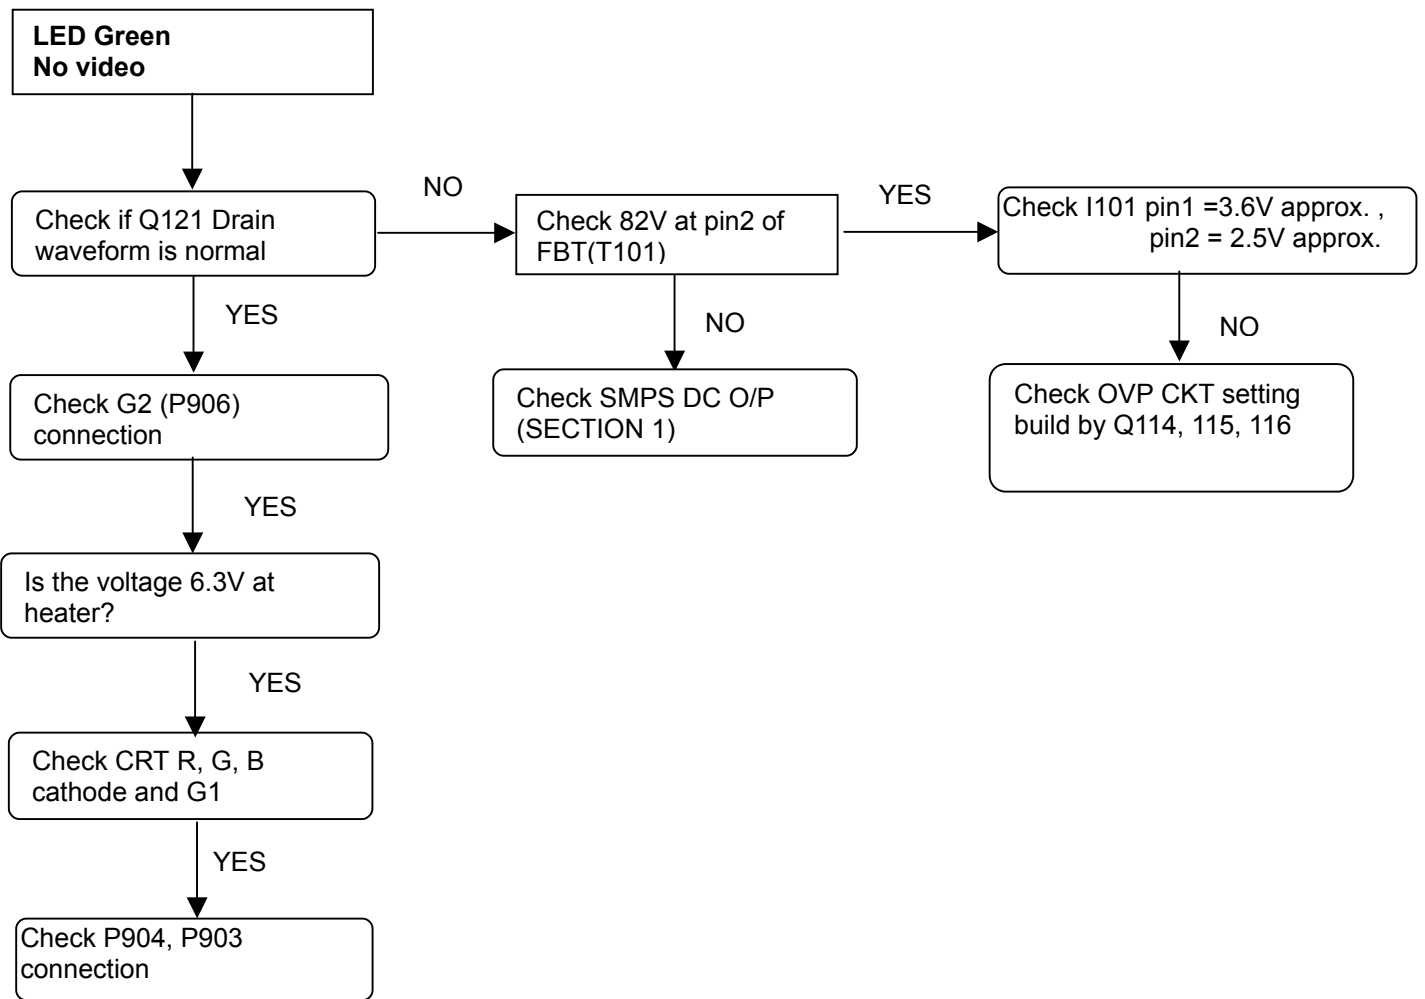 LED Green
No video
Check if Q121 Drain
waveform is normal
NO
Check 82V at pin2 of
FBT(T101)
YES
Check I101 pin1 =3.6V approx. ,
pin2 = 2.5V approx.
YES
NO
NO
Check G2 (P906)
connection
Check SMPS DC O/P
(SECTION 1)
Check OVP CKT setting
build by Q114, 115, 116
YES
Is the voltage 6.3V at
heater?
YES
Check CRT R, G, B
cathode and G1
YES
Check P904, P903
connection